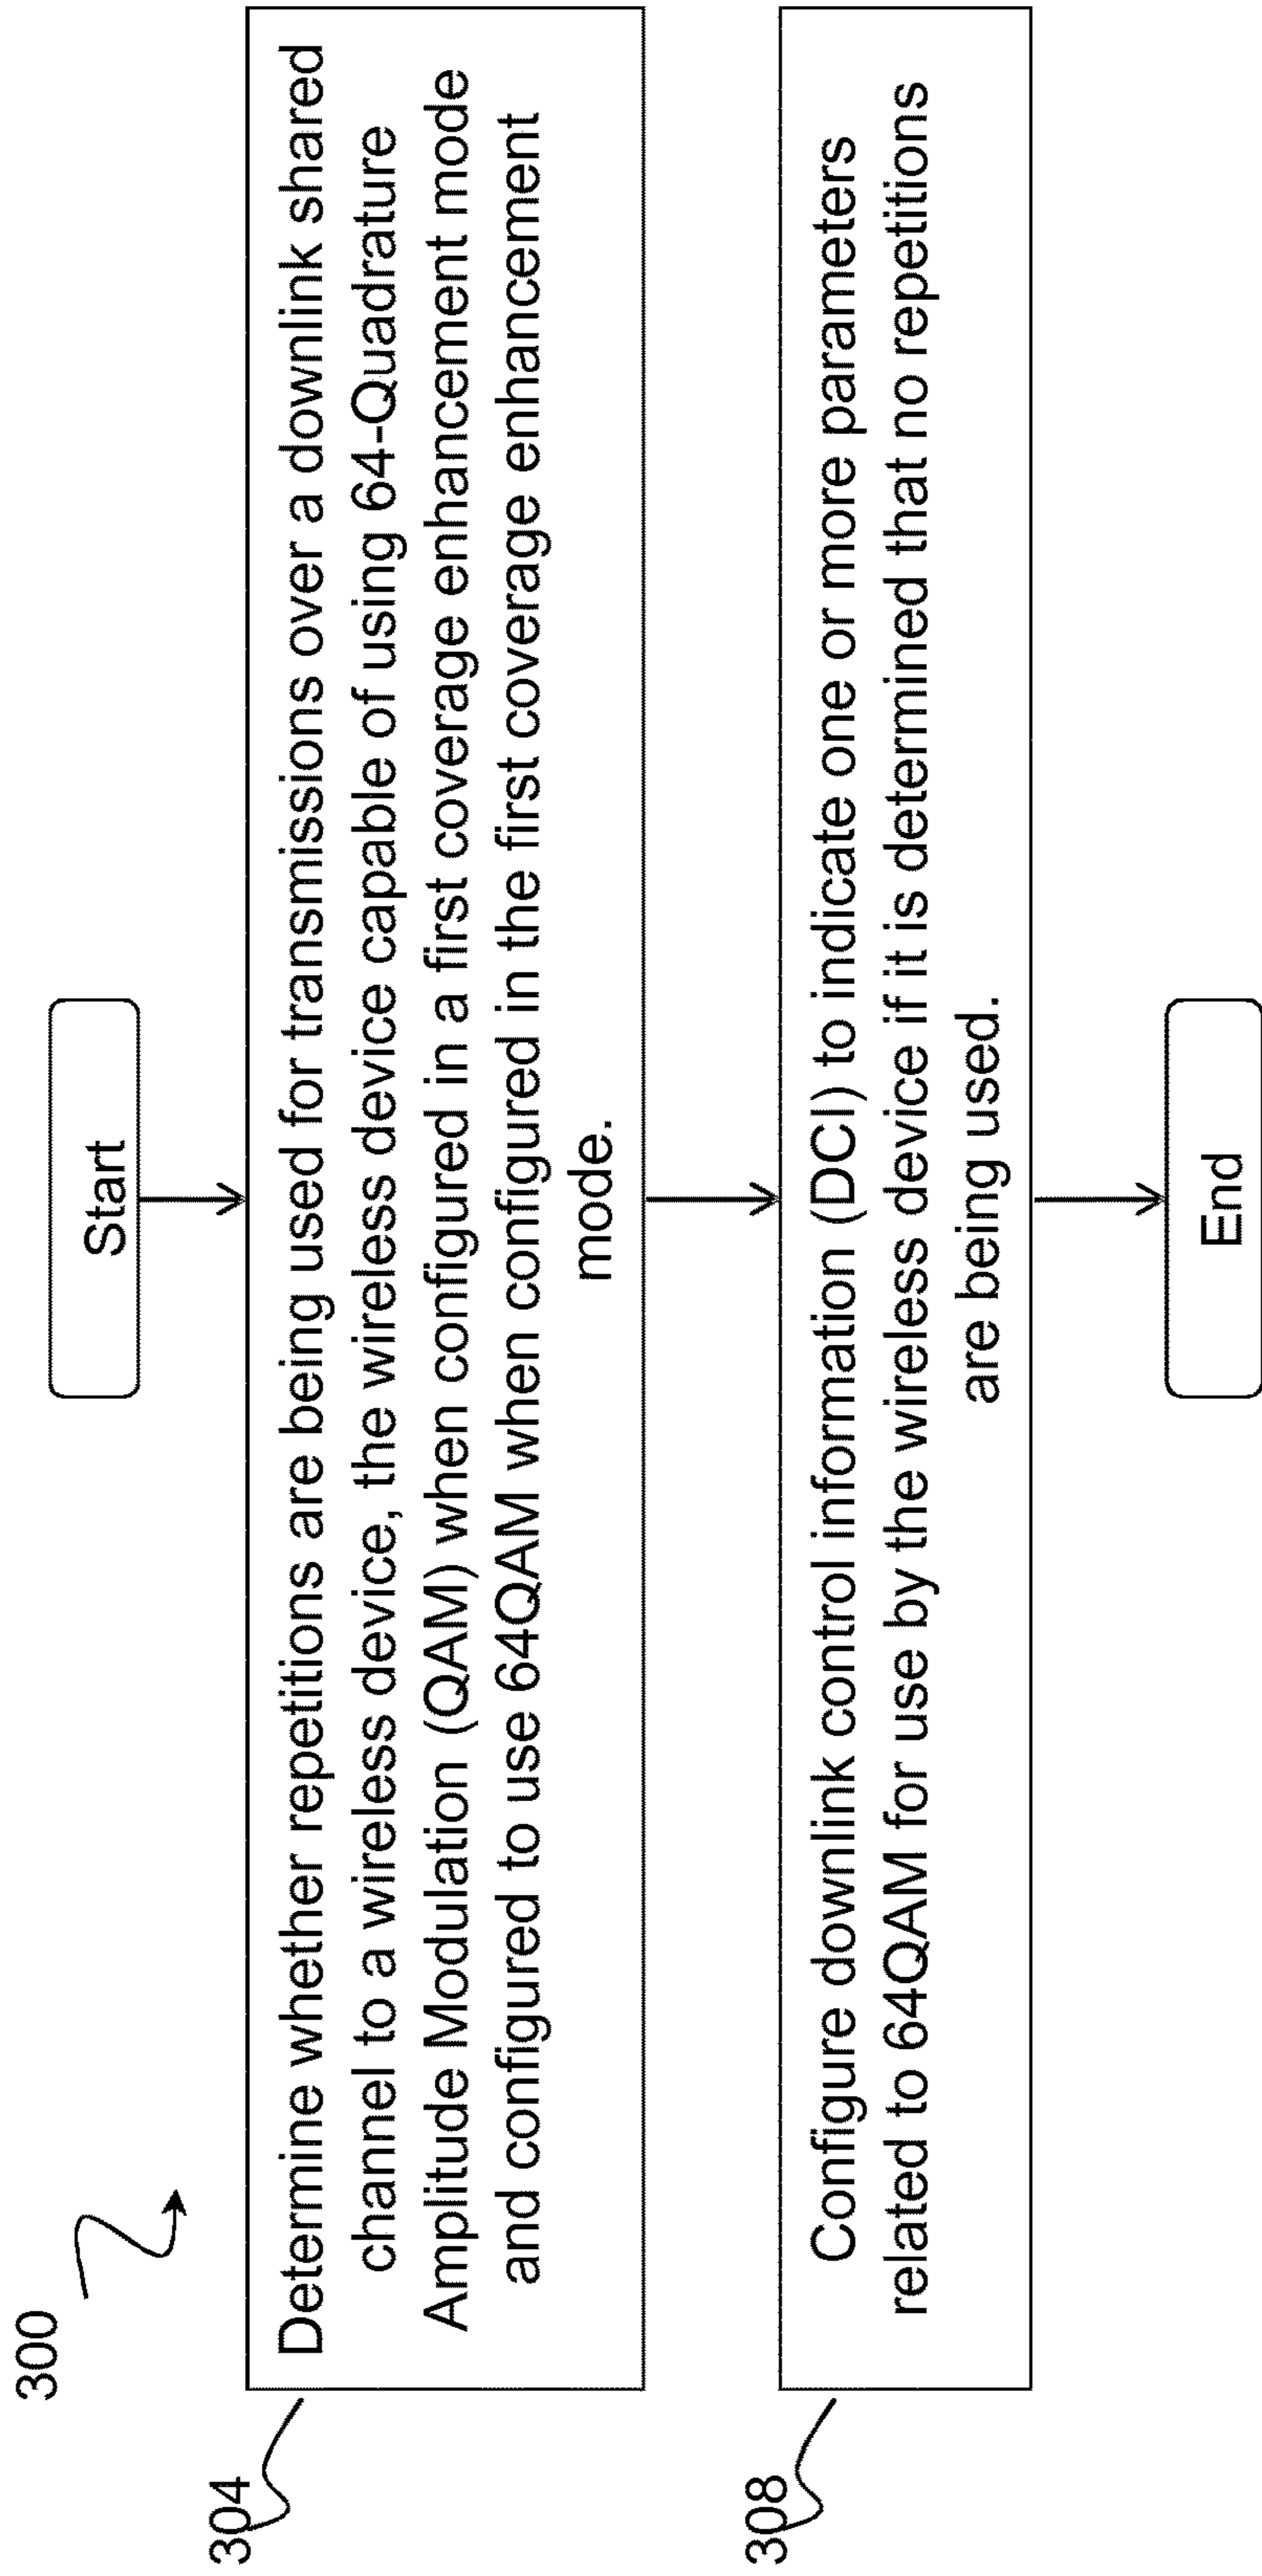 300
Start
304
Determine whether repetitions are being used for transmissions over a downlink shared
channel to a wireless device, the wireless device capable of using 64-Quadrature
Amplitude Modulation (QAM) when configured in a first coverage enhancement mode
and configured to use 64QAM when configured in the first coverage enhancement
mode.
308
Configure downlink control information (DCI) to indicate one or more parameters
related to 64QAM for use by the wireless device if it is determined that no repetitions
are being used.
End